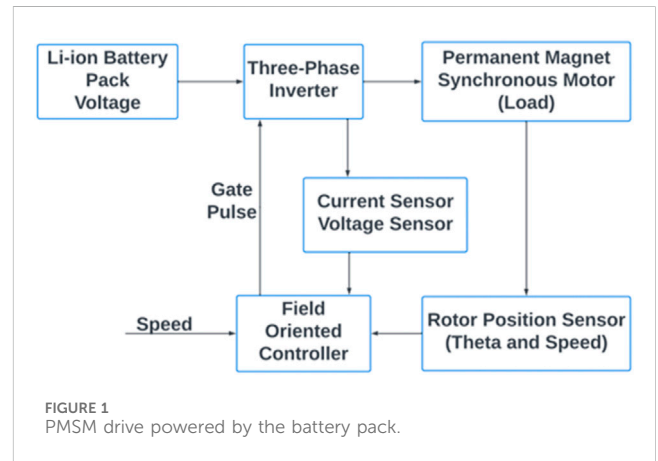 Li-ion Battery
Pack
Voltage
Three-Phase
Inverter
Permanent Magnet
Synchronous Motor
(Load)
Gate
Pulse
Current Sensor
Voltage Sensor
Speed
Field
Oriented
Controller
Rotor Position Sensor
(Theta and Speed)
FIGURE 1
PMSM drive powered by the battery pack.